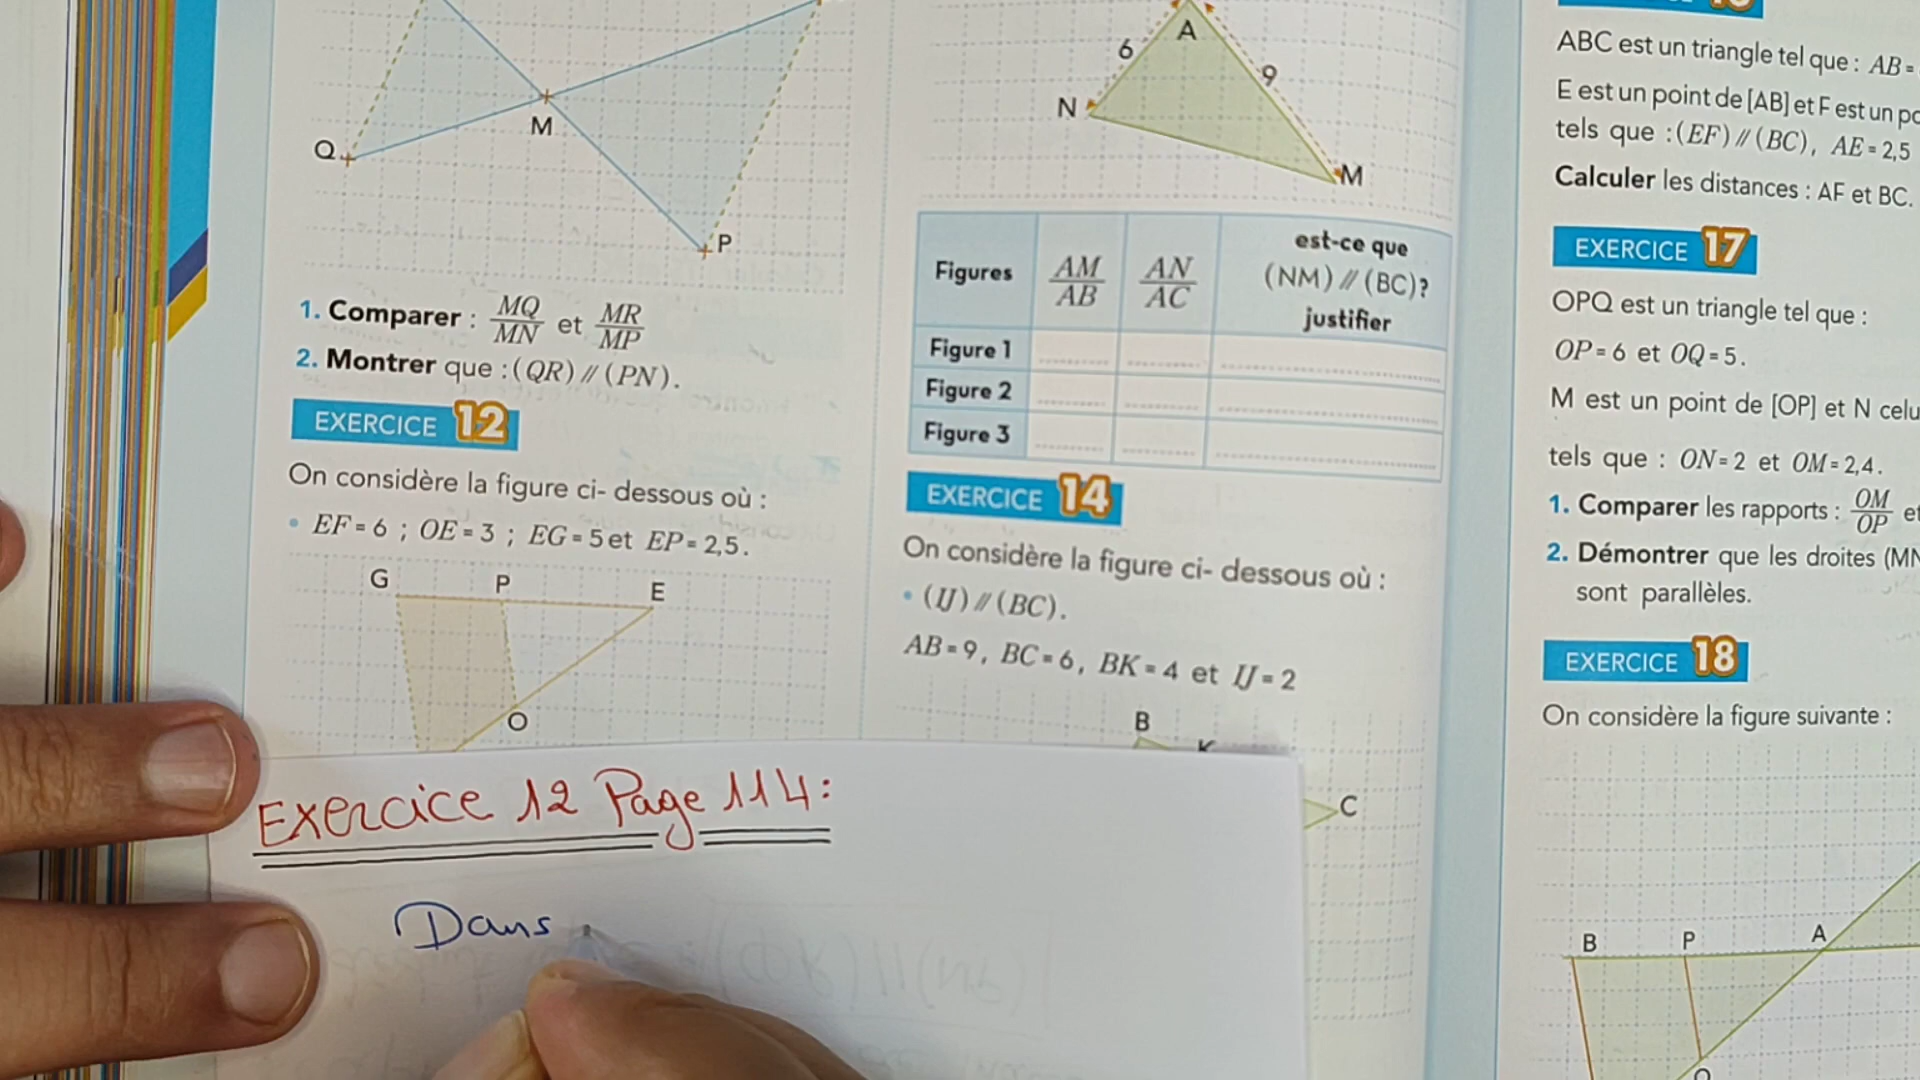 Q
M
P
1. Comparer : MQ/MN et MR/MP
2. Montrer que : (QR) // (PN).
EXERCICE 12
On considère la figure ci- dessous où :
• EF = 6 ; OE = 3 ; EG = 5 et EP = 2,5.
G P E
O
A
6
9
N
M
Figures AM/AB AN/AC est-ce que (NM) // (BC)? justifier
Figure 1 ............ ............ ............
Figure 2 ............ ............ ............
Figure 3 ............ ............ ............
EXERCICE 14
On considère la figure ci- dessous où :
• (IJ) // (BC).
AB = 9, BC = 6, BK = 4 et IJ = 2
B
K
C
ABC est un triangle tel que : AB =
E est un point de [AB] et F est un
tels que : (EF) // (BC), AE = 2,5
Calculer les distances : AF et BC.
EXERCICE 17
OPQ est un triangle tel que :
OP = 6 et OQ = 5.
M est un point de [OP] et N
tels que : ON = 2 et OM = 2,4.
1. Comparer les rapports : OM/OP
2. Démontrer que les droites
sont parallèles.
EXERCICE 18
On considère la figure suivante :
B P A
Exercice 12 Page 114:
Dans